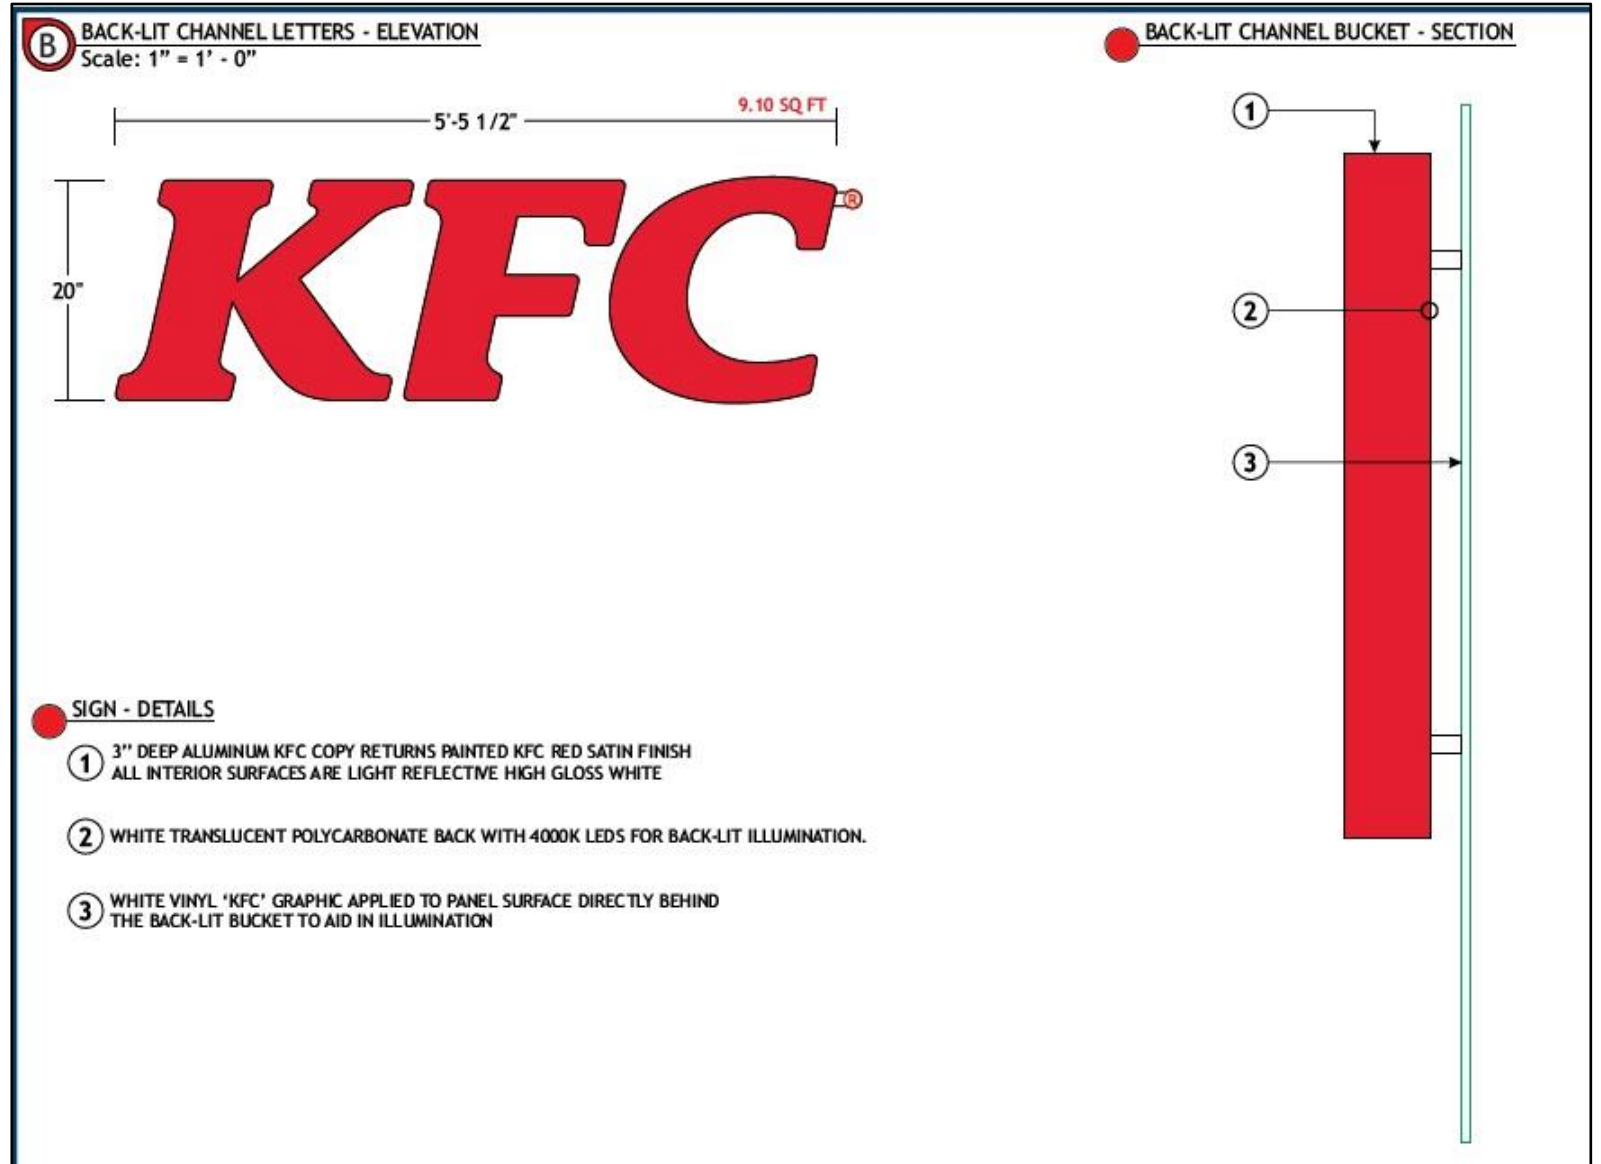 B
BACK-LIT CHANNEL LETTERS - ELEVATION
Scale: 1” = 1’ - 0”
9.10 SQ FT
5'-5 1/2"
20"
KFC®
BACK-LIT CHANNEL BUCKET - SECTION
1
2
3
SIGN - DETAILS
1 3” DEEP ALUMINUM KFC COPY RETURNS PAINTED KFC RED SATIN FINISH
ALL INTERIOR SURFACES ARE LIGHT REFLECTIVE HIGH GLOSS WHITE
2 WHITE TRANSLUCENT POLYCARBONATE BACK WITH 4000K LEDS FOR BACK-LIT ILLUMINATION.
3 WHITE VINYL ‘KFC’ GRAPHIC APPLIED TO PANEL SURFACE DIRECTLY BEHIND
THE BACK-LIT BUCKET TO AID IN ILLUMINATION